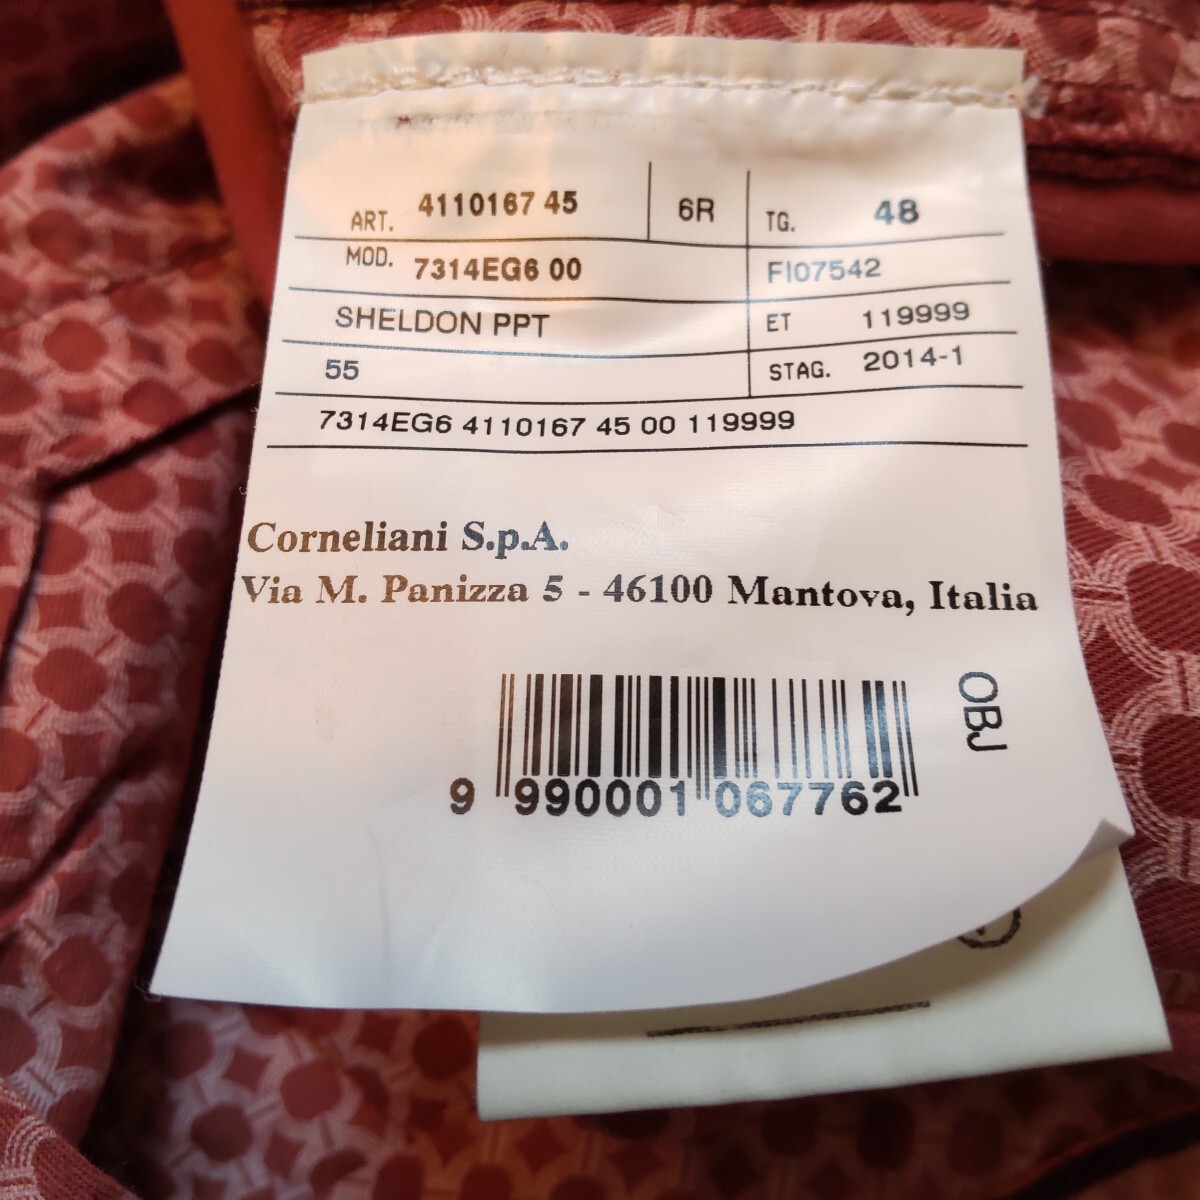 ART. 4110167 45 6R TG. 48
MOD. 7314EG6 00 FI07542
SHELDON PPT ET 119999
55 STAG. 2014-1
7314EG6 4110167 45 00 119999
Corneliani S.p.A.
Via M. Panizza 5 - 46100 Mantova, Italia
OBJ
9 990001 067762